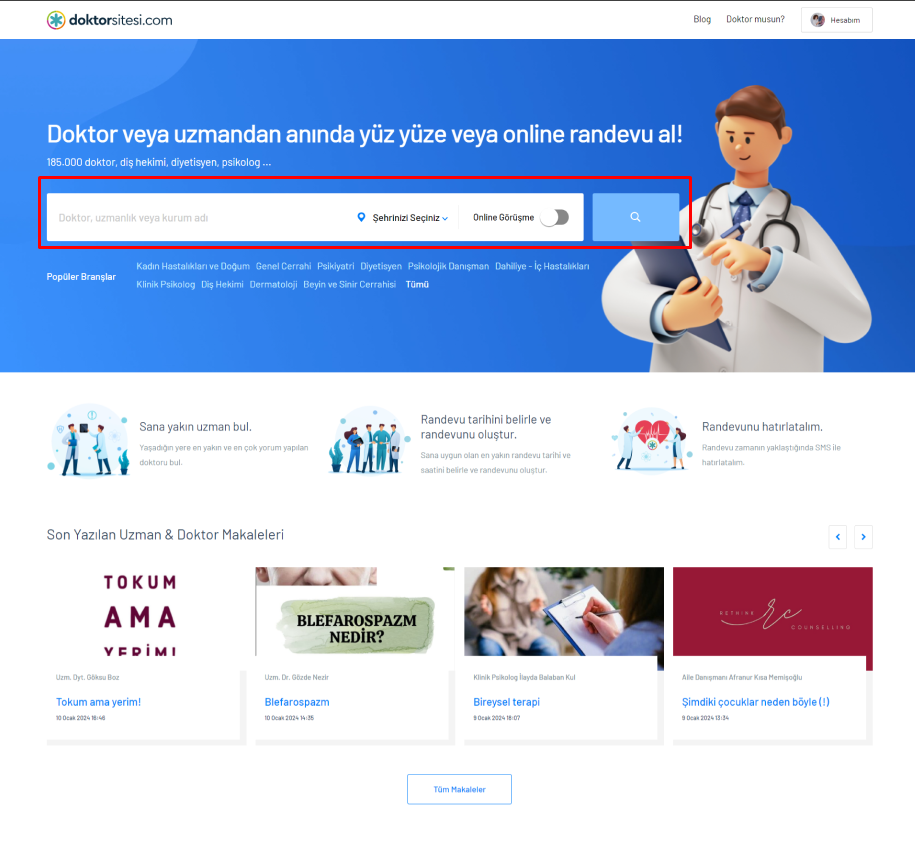 doktorsitesi.com
Blog Doktor musun? Hesabım
Doktor veya uzmandan anında yüz yüze veya online randevu al!
185.000 doktor, diş hekimi, diyetisyen, psikolog ...
Doktor, uzmanlık veya kurum adı Şehrinizi Seçiniz Online Görüşme
Popüler Branşlar
Kadın Hastalıkları ve Doğum Genel Cerrahi Psikiyatri Diyetisyen Psikolojik Danışman Dahiliye - İç Hastalıkları
Klinik Psikolog Diş Hekimi Dermatoloji Beyin ve Sinir Cerrahisi Tümü
Sana yakın uzman bul.
Yaşadığın yere en yakın ve en çok yorum yapılan
doktoru bul.
Randevu tarihini belirle ve
randevunu oluştur.
Sana uygun olan en yakın randevu tarihi ve
saatini belirle ve randevunu oluştur.
Randevunu hatırlatalım.
Randevu zamanın yaklaştığında SMS ile
hatırlatalım.
Son Yazılan Uzman & Doktor Makaleleri
TOKUM
AMA
YERİM!
Uzm. Dyt. Göksu Boz
Tokum ama yerim!
10 Ocak 2024 16:46
BLEFAROSPAZM
NEDİR?
Uzm. Dr. Gözde Nezir
Blefarospazm
10 Ocak 2024 14:35
Klinik Psikolog İlayda Balaban Kul
Bireysel terapi
9 Ocak 2024 18:07
RETHINK rc COUNSELLING
Aile Danışmanı Afranur Kısa Memişoğlu
Şimdiki çocuklar neden böyle (!)
9 Ocak 2024 13:34
Tüm Makaleler